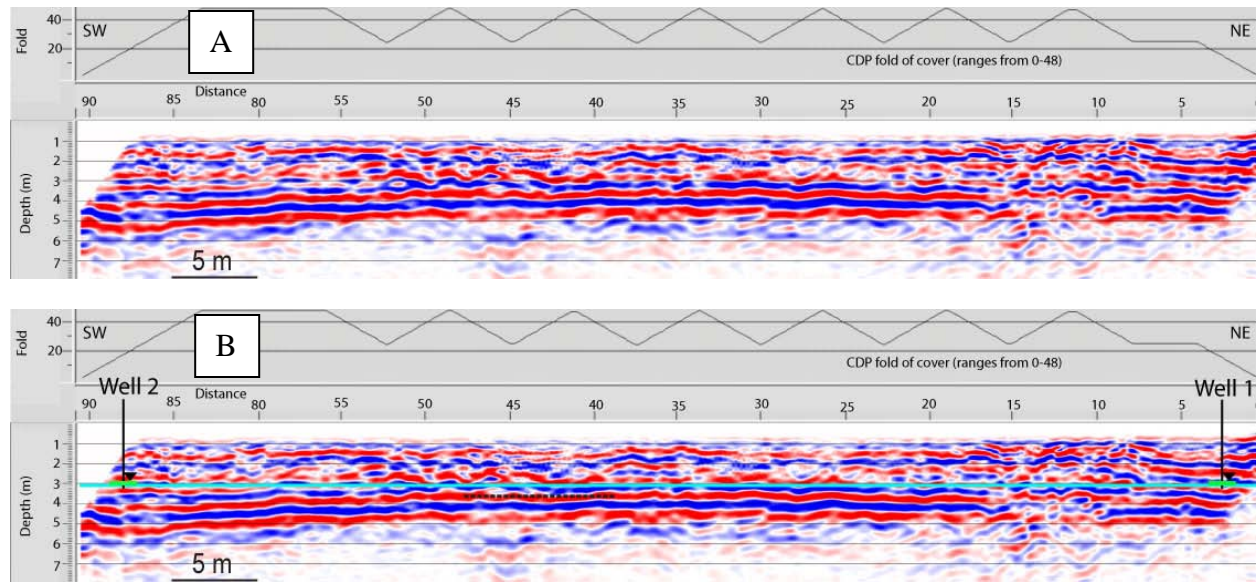 40
Fold
SW
A
NE
20
CDP fold of cover (ranges from 0-48)
Distance
90 85 80 55 50 45 40 35 30 25 20 15 10 5
Depth (m)
1
2
3
4
5
6
7
5 m
40
Fold
SW
B
NE
20
CDP fold of cover (ranges from 0-48)
Well 2
Well 1
Distance
90 85 80 55 50 45 40 35 30 25 20 15 10 5
Depth (m)
1
2
3
4
5
6
7
5 m